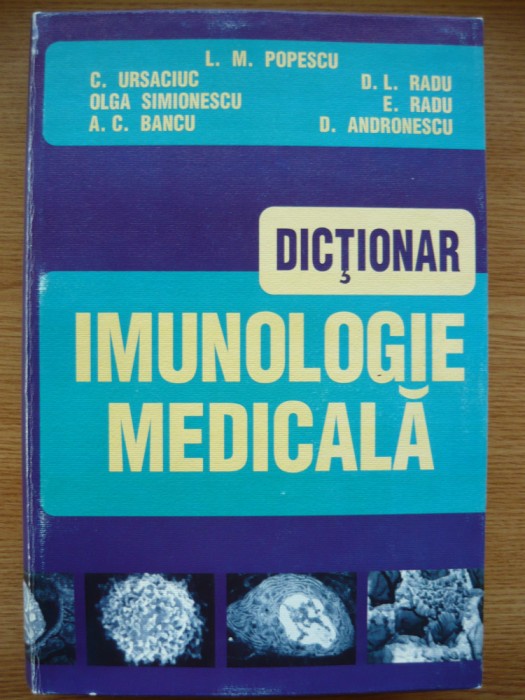 L. M. POPESCU
C. URSACIUC
OLGA SIMIONESCU
A. C. BANCU
D. L. RADU
E. RADU
D. ANDRONESCU
DICŢIONAR
IMUNOLOGIE
MEDICALĂ